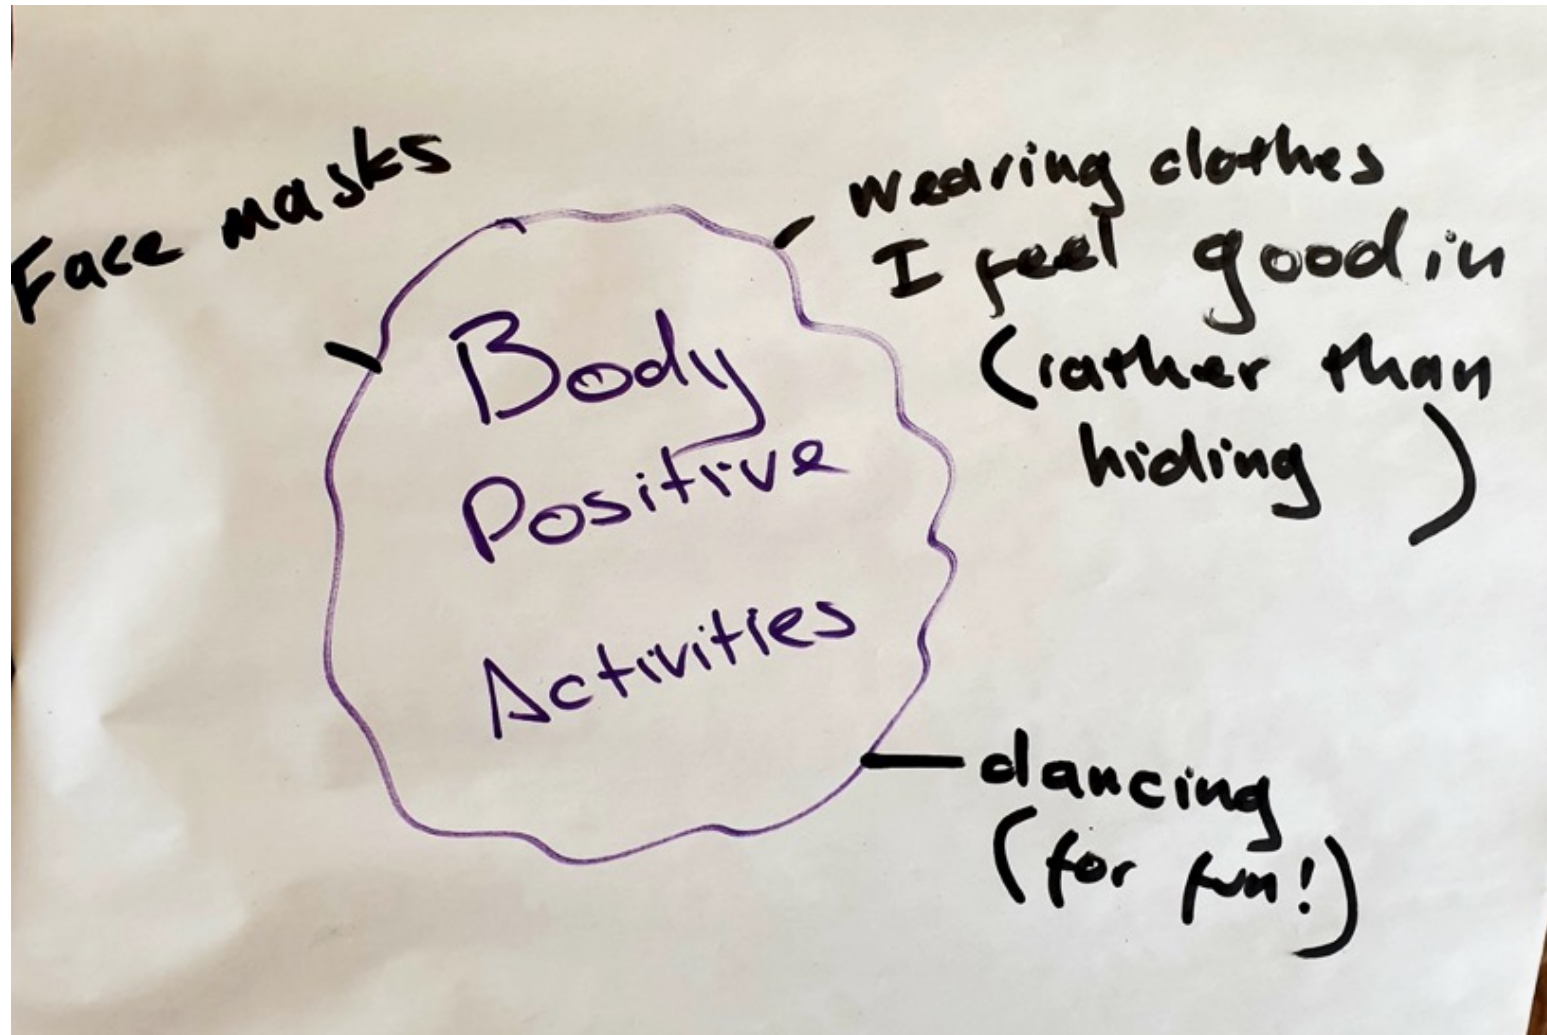 Face masks
wearing clothes
I feel good in
(rather than
hiding )
Body
Positive
Activities
dancing
(for fun!)